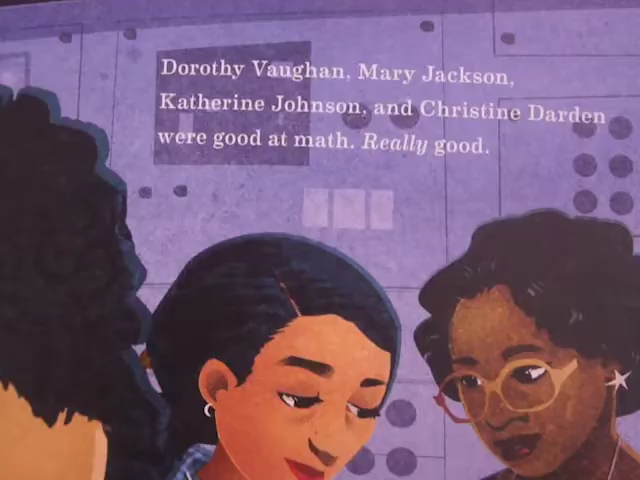 Dorothy Vaughan, Mary Jackson,
Katherine Johnson, and Christine Darden
were good at math. Really good.